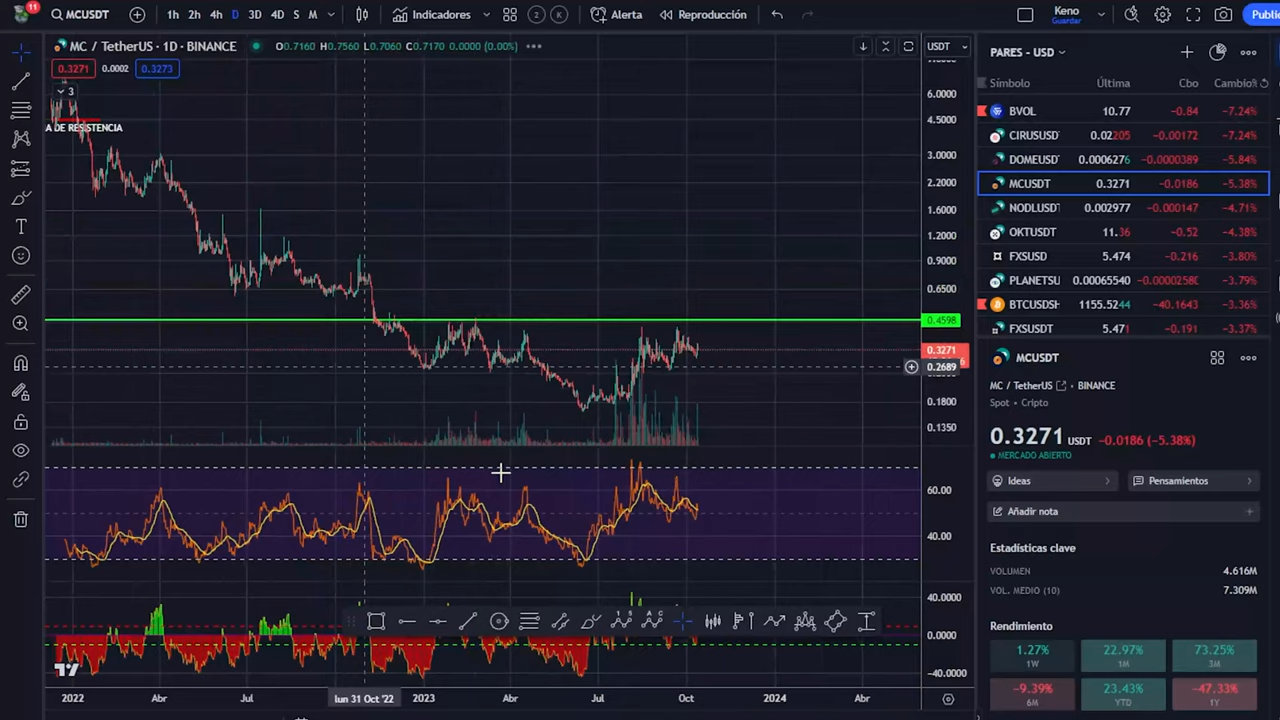 11
MCUSDT
1h 2h 4h D 3D 4D S M
Indicadores
2 K
Alerta
Reproducción
Keno
Guardar
Public
MC / TetherUS · 1D · BINANCE
O0.7160 H0.7560 L0.7060 C0.7170 0.0000 (0.00%)
0.3271 0.0002 0.3273
3
A DE RESISTENCIA
USDT
6.0000
4.5000
3.0000
2.2000
1.6000
1.2000
0.9000
0.6500
0.4598
0.3271
0.2689
0.1800
0.1350
60.00
40.00
40.0000
0.0000
-40.0000
2022 Abr Jul lun 31 Oct '22 2023 Abr Jul Oct 2024 Abr
PARES - USD
Símbolo Última Cbo Cambio%
BVOL 10.77 −0.84 −7.24%
CIRUSUSD 0.02205 −0.00172 −7.24%
DOMEUSD 0.0006276 −0.0000389 −5.84%
MCUSDT 0.3271 −0.0186 −5.38%
NODLUSD 0.002977 −0.000147 −4.71%
OKTUSDT 11.36 −0.52 −4.38%
FXSUSD 5.474 −0.216 −3.80%
PLANETSU 0.00065540 −0.0000258 −3.79%
BTCUSDSH 1155.5244 −40.1643 −3.36%
FXSUSDT 5.471 −0.191 −3.37%
MCUSDT
MC / TetherUS · BINANCE
Spot • Cripto
0.3271 USDT −0.0186 (−5.38%)
MERCADO ABIERTO
Ideas
Pensamientos
Añadir nota
Estadísticas clave
VOLUMEN 4.616M
VOL. MEDIO (10) 7.309M
Rendimiento
1.27% 22.97% 73.25%
1W 1M 3M
−9.39% 23.43% −47.33%
6M YTD 1Y